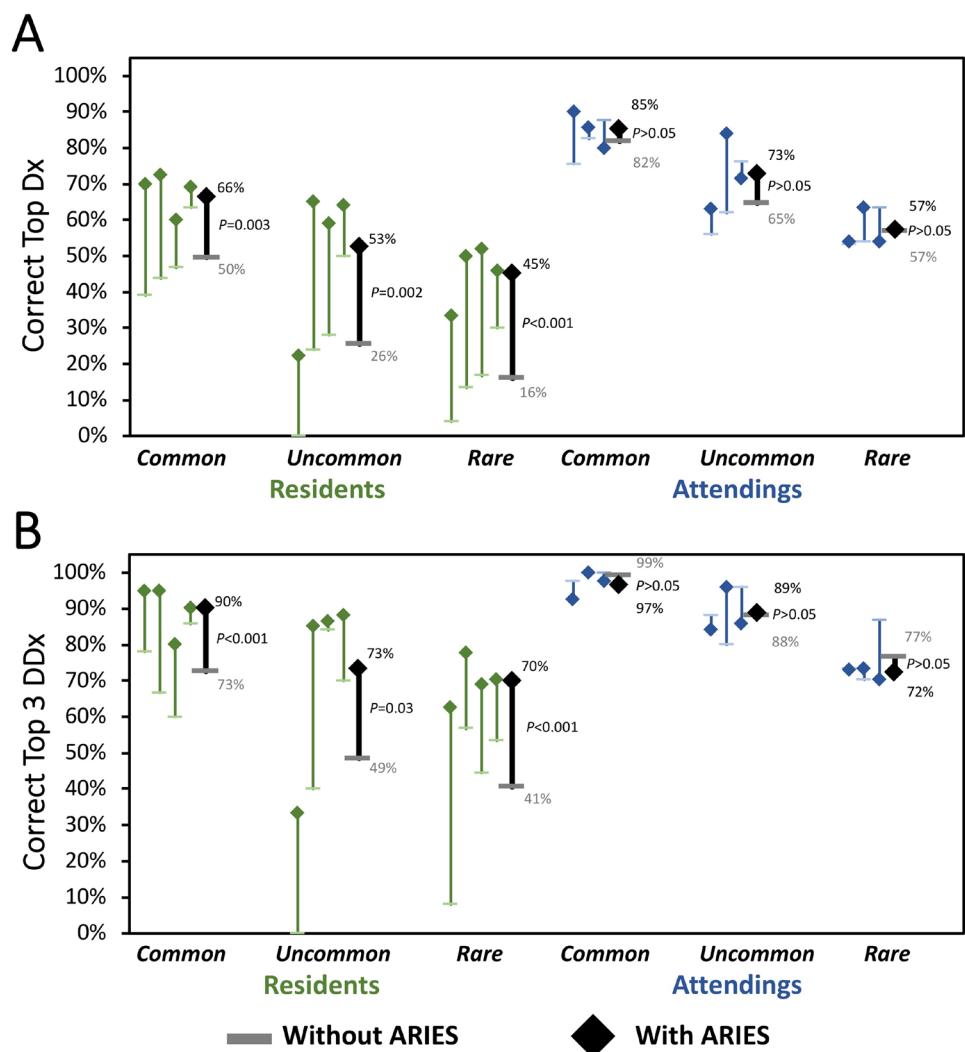 A
Correct Top Dx
100%
90%
80%
70%
60%
50%
40%
30%
20%
10%
0%
66%
P=0.003
50%
53%
P=0.002
26%
45%
P<0.001
16%
85%
P>0.05
82%
73%
P>0.05
65%
57%
P>0.05
57%
Common Uncommon Rare Common Uncommon Rare
Residents Attendings
B
Correct Top 3 DDx
100%
90%
80%
70%
60%
50%
40%
30%
20%
10%
0%
90%
P<0.001
73%
73%
P=0.03
49%
70%
P<0.001
41%
99%
P>0.05
97%
89%
P>0.05
88%
77%
P>0.05
72%
Common Uncommon Rare Common Uncommon Rare
Residents Attendings
Without ARIES With ARIES